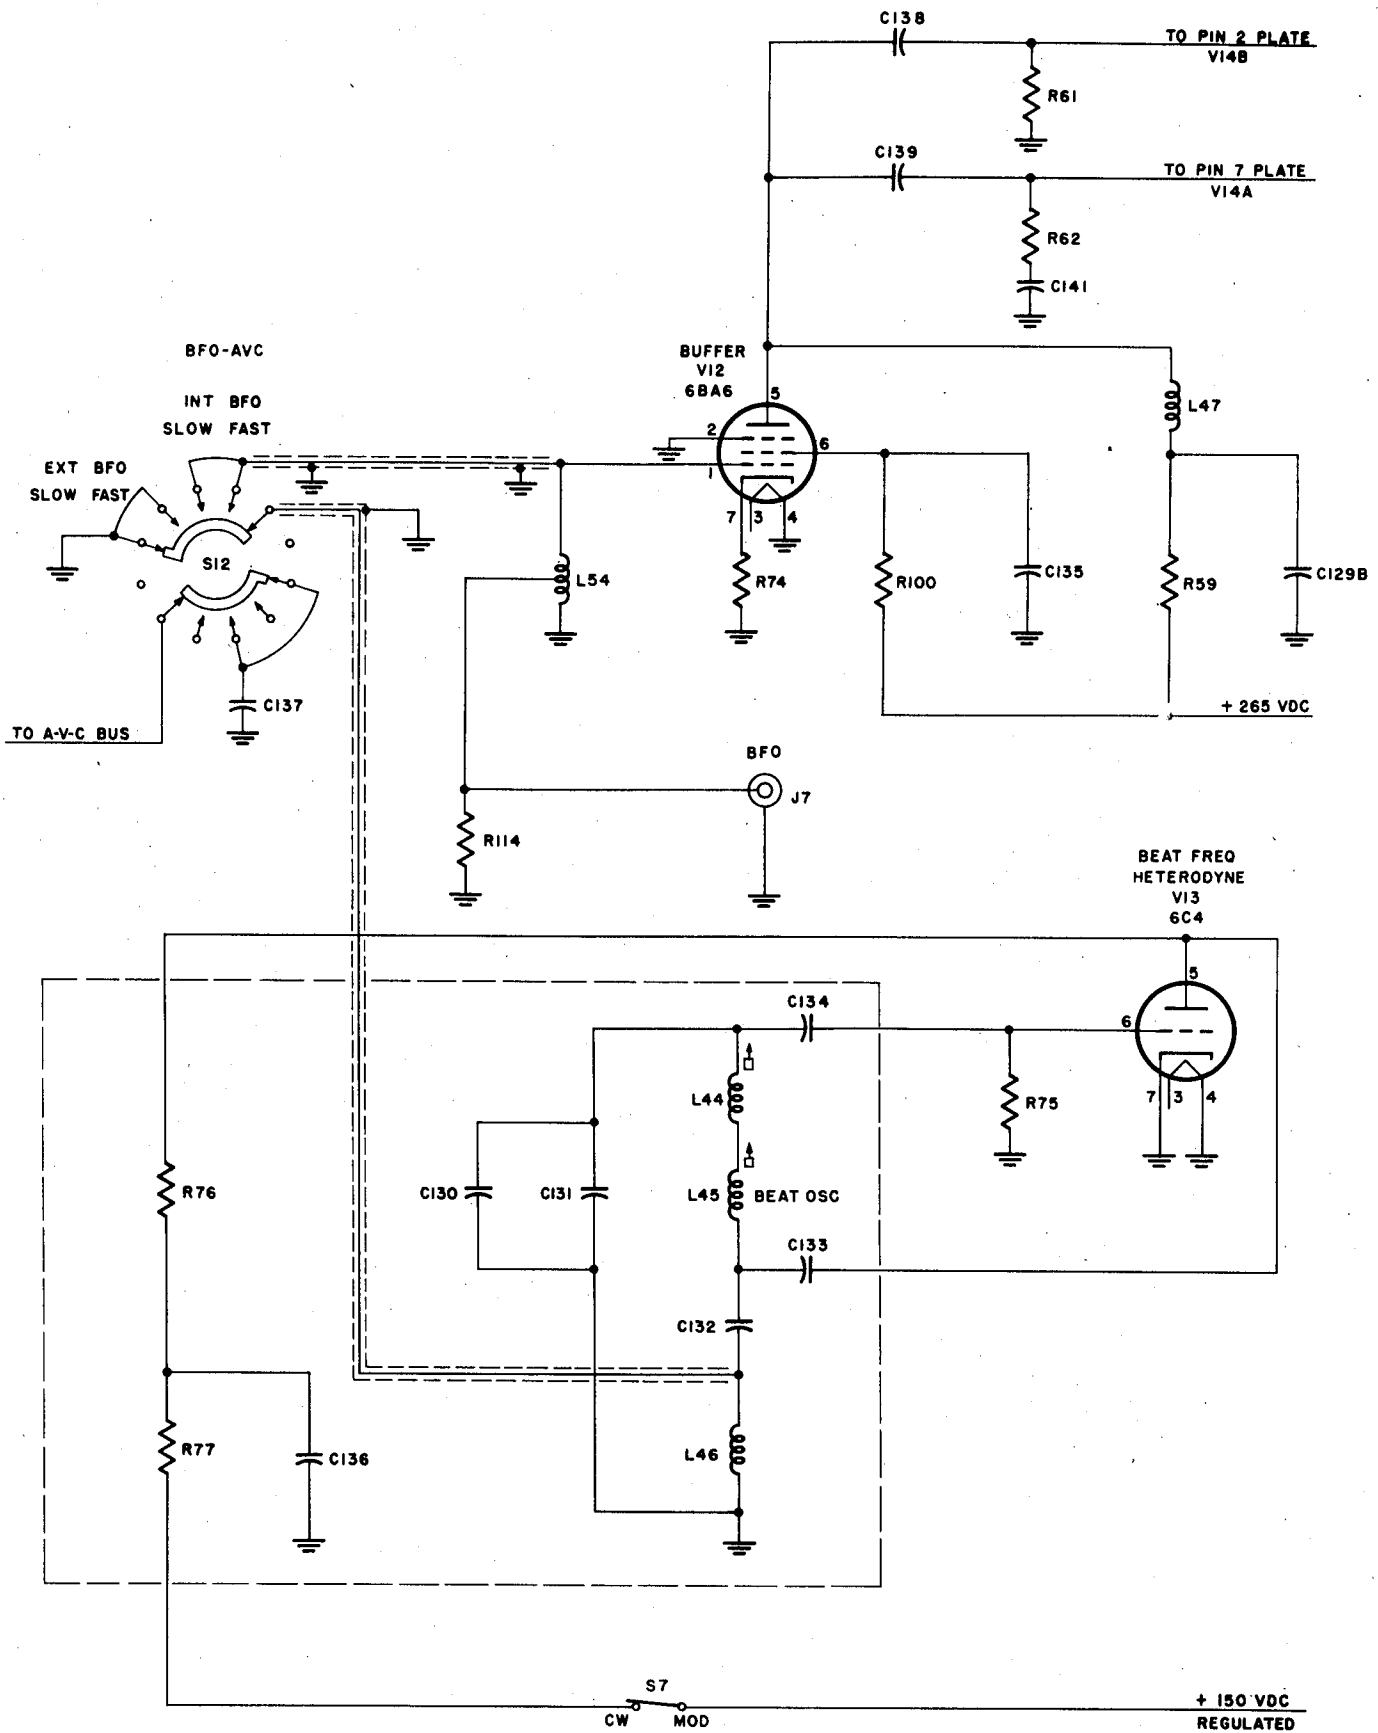 C138
TO PIN 2 PLATE
V14B
R61
C139
TO PIN 7 PLATE
V14A
R62
C141
BFO-AVC
INT BFO
SLOW FAST
EXT BFO
SLOW FAST
S12
BUFFER
V12
6BA6
5
2
6
1
7
3
4
L47
L54
R74
R100
C135
R59
C129B
C137
TO A-V-C BUS
+ 265 VDC
BFO
J7
R114
BEAT FREQ
HETERODYNE
V13
6C4
5
6
7
3
4
C134
L44
R75
R76
C130
C131
L45
BEAT OSC
C133
C132
R77
C136
L46
S7
CW
MOD
+ 150 VDC
REGULATED